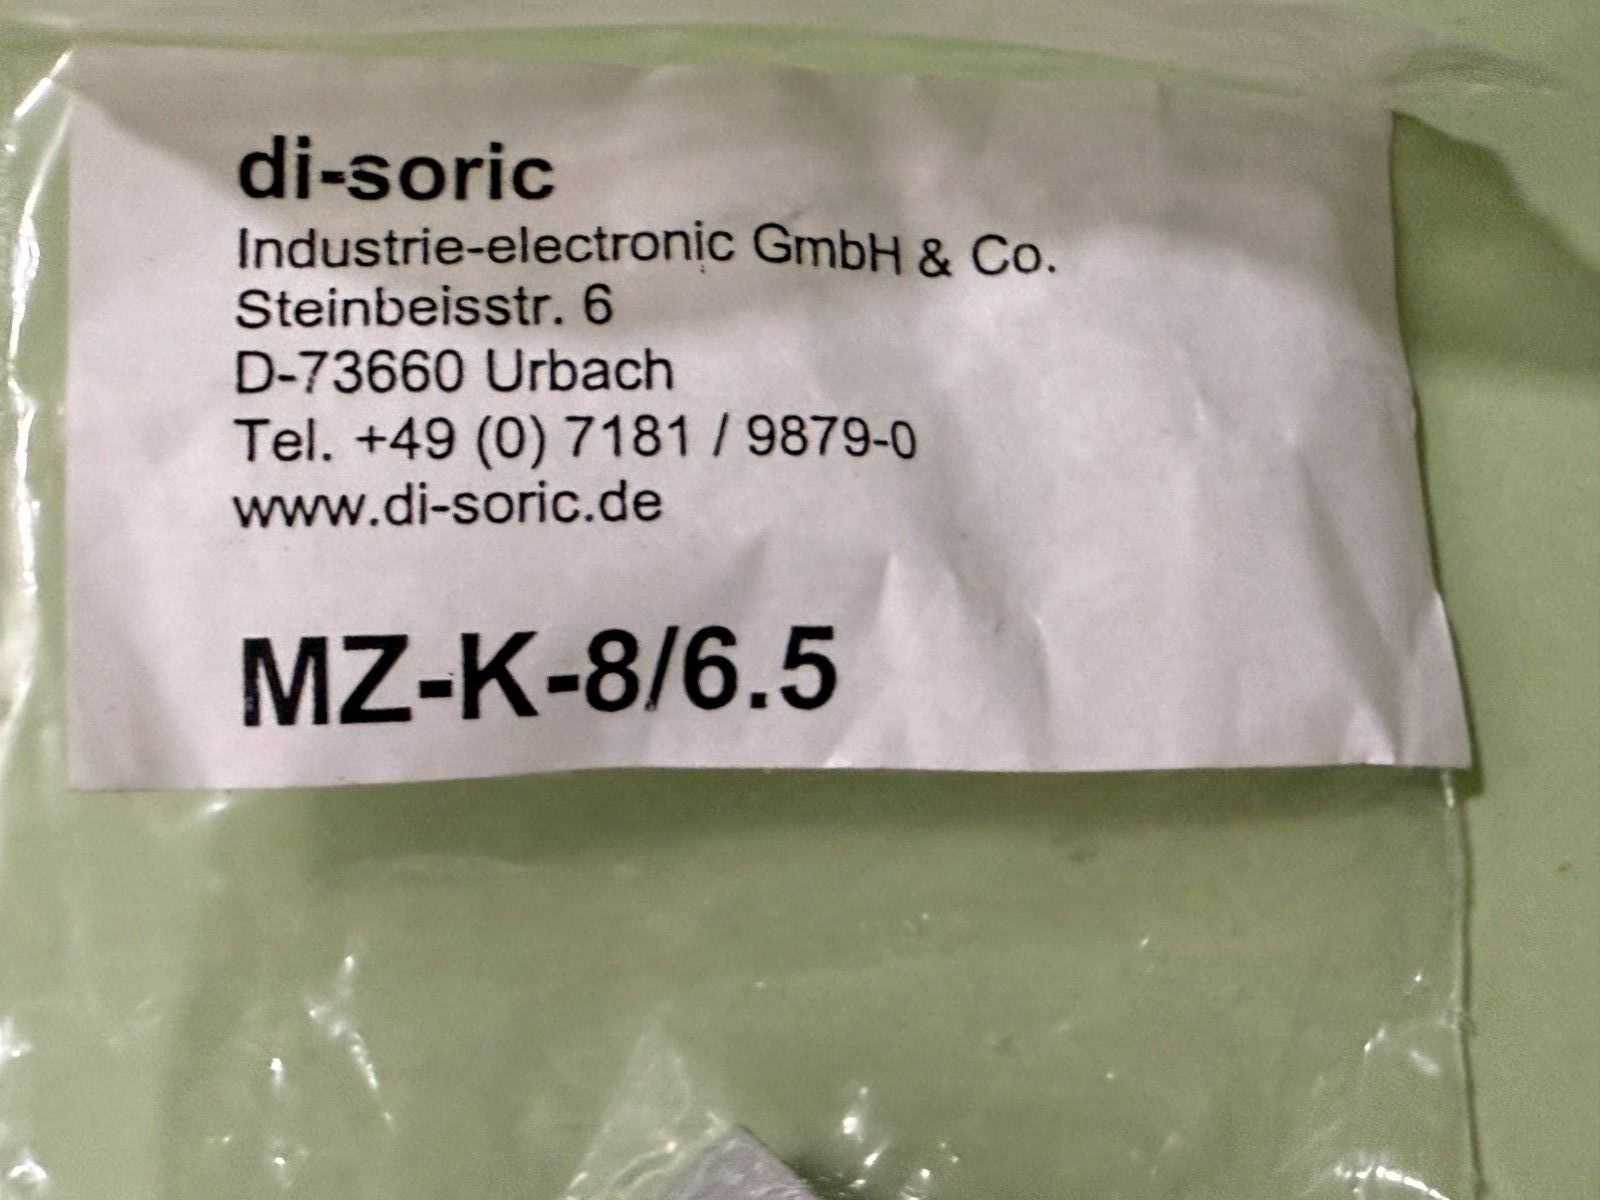 di-soric
Industrie-electronic GmbH & Co.
Steinbeisstr. 6
D-73660 Urbach
Tel. +49 (0) 7181 / 9879-0
www.di-soric.de
MZ-K-8/6.5